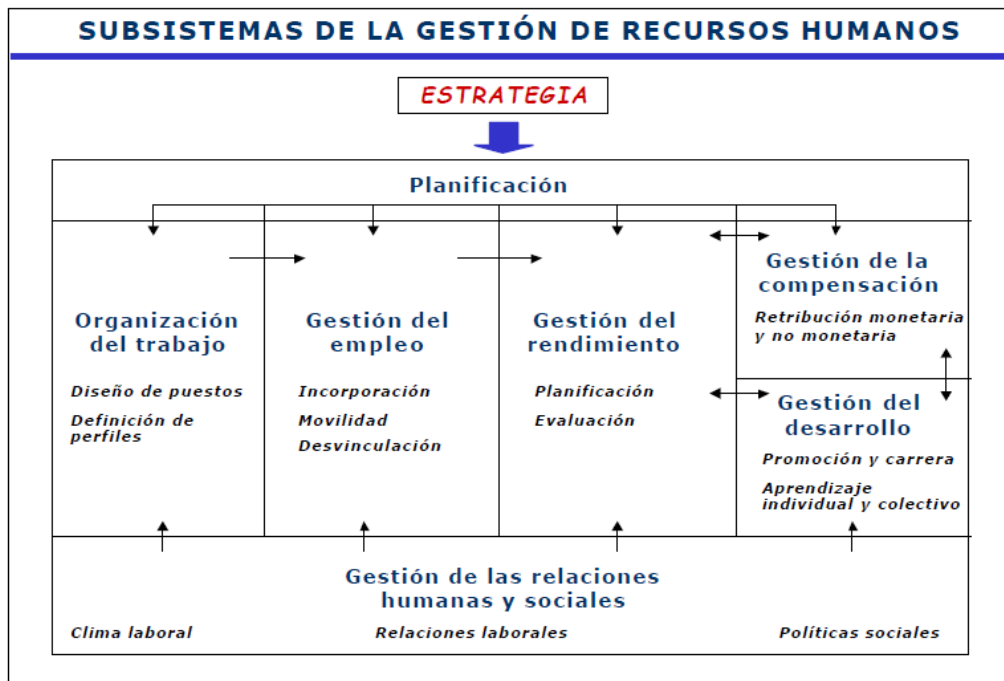 SUBSISTEMAS DE LA GESTIÓN DE RECURSOS HUMANOS
ESTRATEGIA
Planificación
Organización
del trabajo
Diseño de puestos
Definición de
perfiles
Gestión del
empleo
Incorporación
Movilidad
Desvinculación
Gestión del
rendimiento
Planificación
Evaluación
Gestión de la
compensación
Retribución monetaria
y no monetaria
Gestión del
desarrollo
Promoción y carrera
Aprendizaje
individual y colectivo
Gestión de las relaciones
humanas y sociales
Clima laboral
Relaciones laborales
Políticas sociales